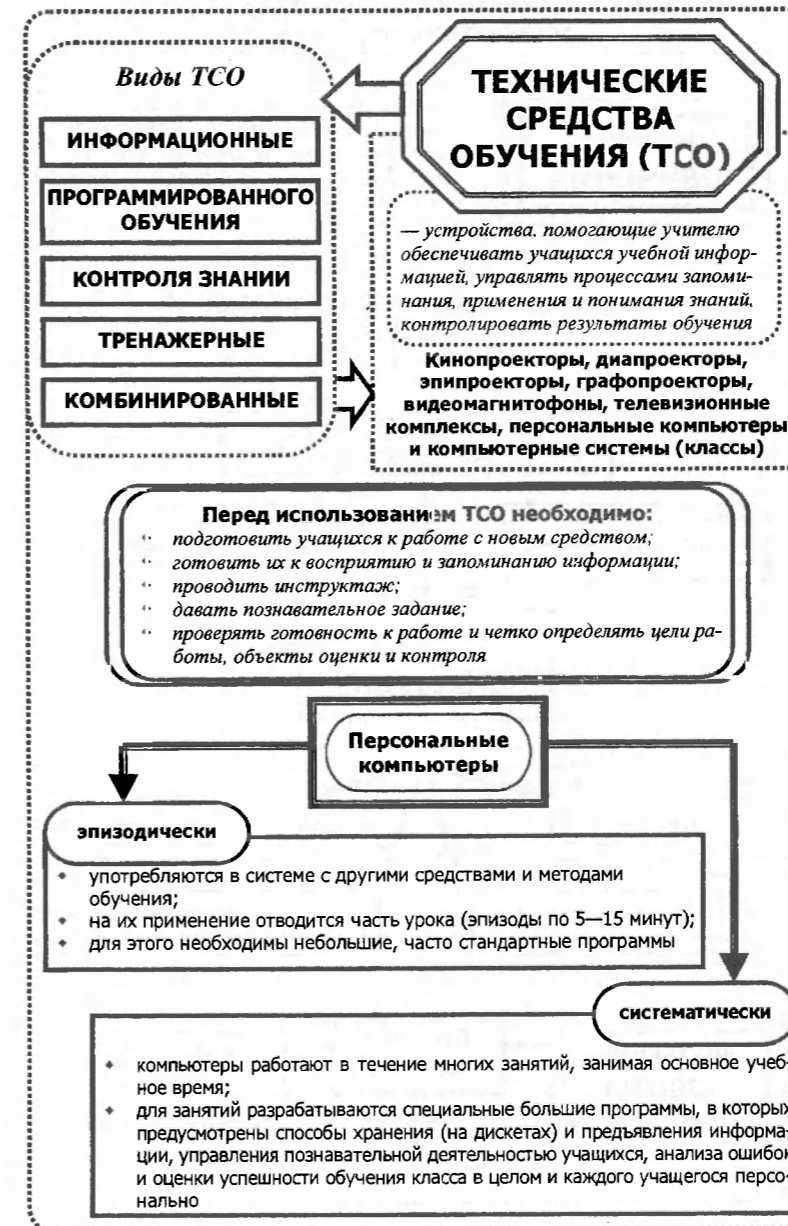 Виды ТСО
ИНФОРМАЦИОННЫЕ
ПРОГРАММИРОВАННОГО
ОБУЧЕНИЯ
КОНТРОЛЯ ЗНАНИИ
ТРЕНАЖЕРНЫЕ
КОМБИНИРОВАННЫЕ
ТЕХНИЧЕСКИЕ
СРЕДСТВА
ОБУЧЕНИЯ (ТСО)
— устройства. помогающие учителю
обеспечивать учащихся учебной инфор-
мацией, управлять процессами запоми-
нания, применения и понимания знаний,
контролировать результаты обучения
Кинопроекторы, диапроекторы,
эпипроекторы, графопроекторы,
видеомагнитофоны, телевизионные
комплексы, персональные компьютеры
и компьютерные системы (классы)
Перед использованием ТСО необходимо:
подготовить учащихся к работе с новым средством;
готовить их к восприятию и запоминанию информации;
проводить инструктаж;
давать познавательное задание;
проверять готовность к работе и четко определять цели ра-
боты, объекты оценки и контроля
Персональные
компьютеры
эпизодически
• употребляются в системе с другими средствами и методами
обучения;
• на их применение отводится часть урока (эпизоды по 5—15 минут);
• для этого необходимы небольшие, часто стандартные программы
систематически
• компьютеры работают в течение многих занятий, занимая основное учеб-
ное время;
• для занятий разрабатываются специальные большие программы, в которых
предусмотрены способы хранения (на дискетах) и предъявления информа-
ции, управления познавательной деятельностью учащихся, анализа ошибок
и оценки успешности обучения класса в целом и каждого учащегося персо-
нально